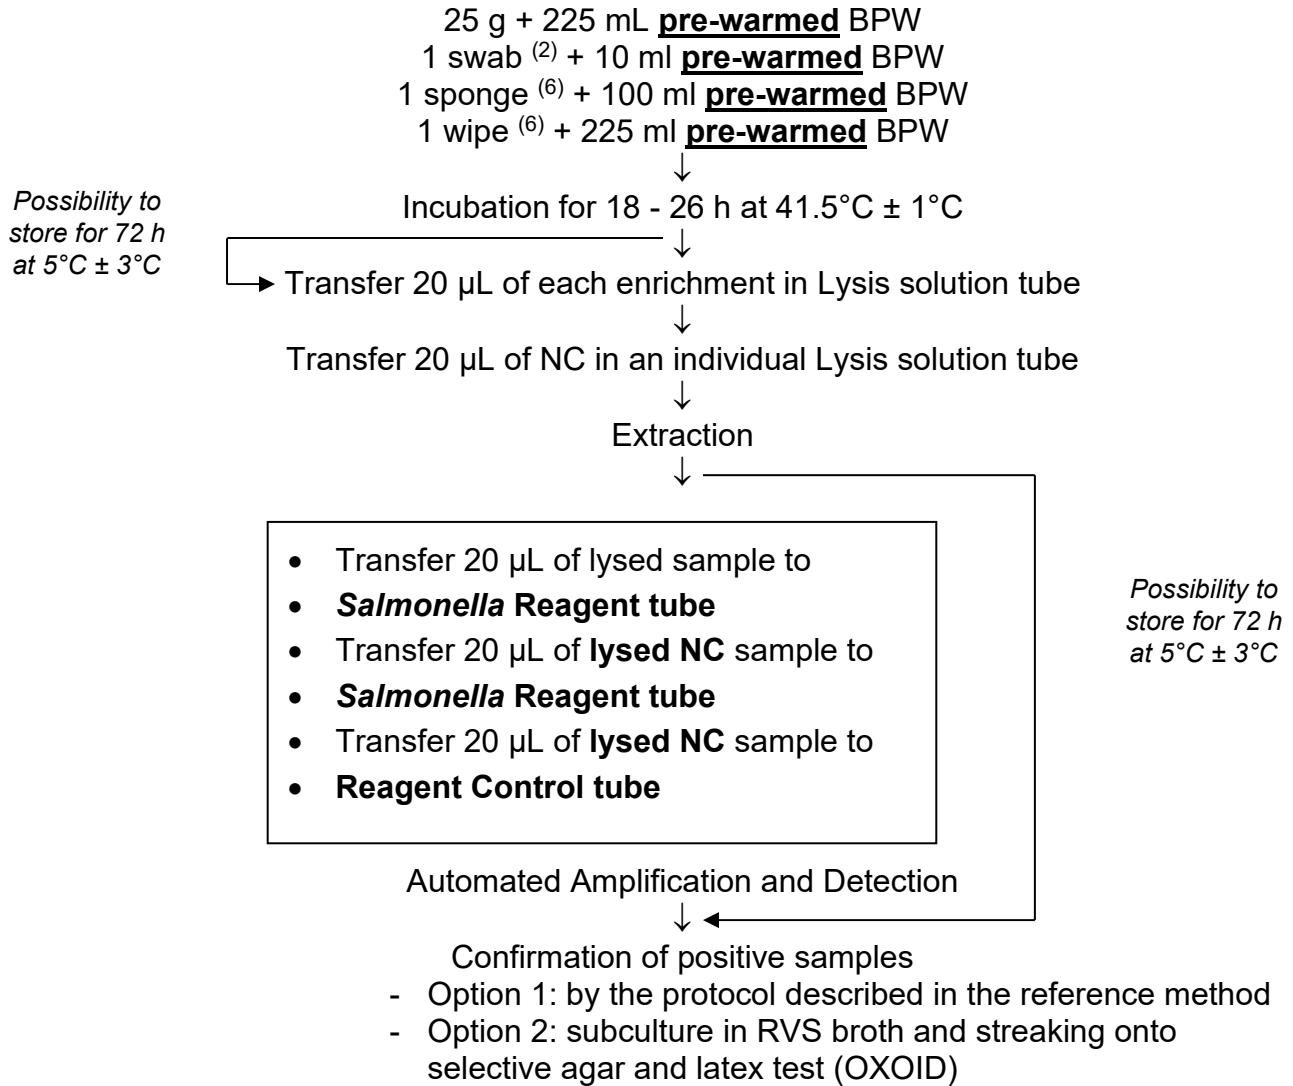 25 g + 225 mL pre-warmed BPW
1 swab (2) + 10 ml pre-warmed BPW
1 sponge (6) + 100 ml pre-warmed BPW
1 wipe (6) + 225 ml pre-warmed BPW
↓
Possibility to
store for 72 h
at 5°C ± 3°C
Incubation for 18 - 26 h at 41.5°C ± 1°C
↓
Transfer 20 µL of each enrichment in Lysis solution tube
↓
Transfer 20 µL of NC in an individual Lysis solution tube
↓
Extraction
↓
• Transfer 20 µL of lysed sample to
• Salmonella Reagent tube
• Transfer 20 µL of lysed NC sample to
• Salmonella Reagent tube
• Transfer 20 µL of lysed NC sample to
• Reagent Control tube
Possibility to
store for 72 h
at 5°C ± 3°C
Automated Amplification and Detection
↓
Confirmation of positive samples
- Option 1: by the protocol described in the reference method
- Option 2: subculture in RVS broth and streaking onto
selective agar and latex test (OXOID)